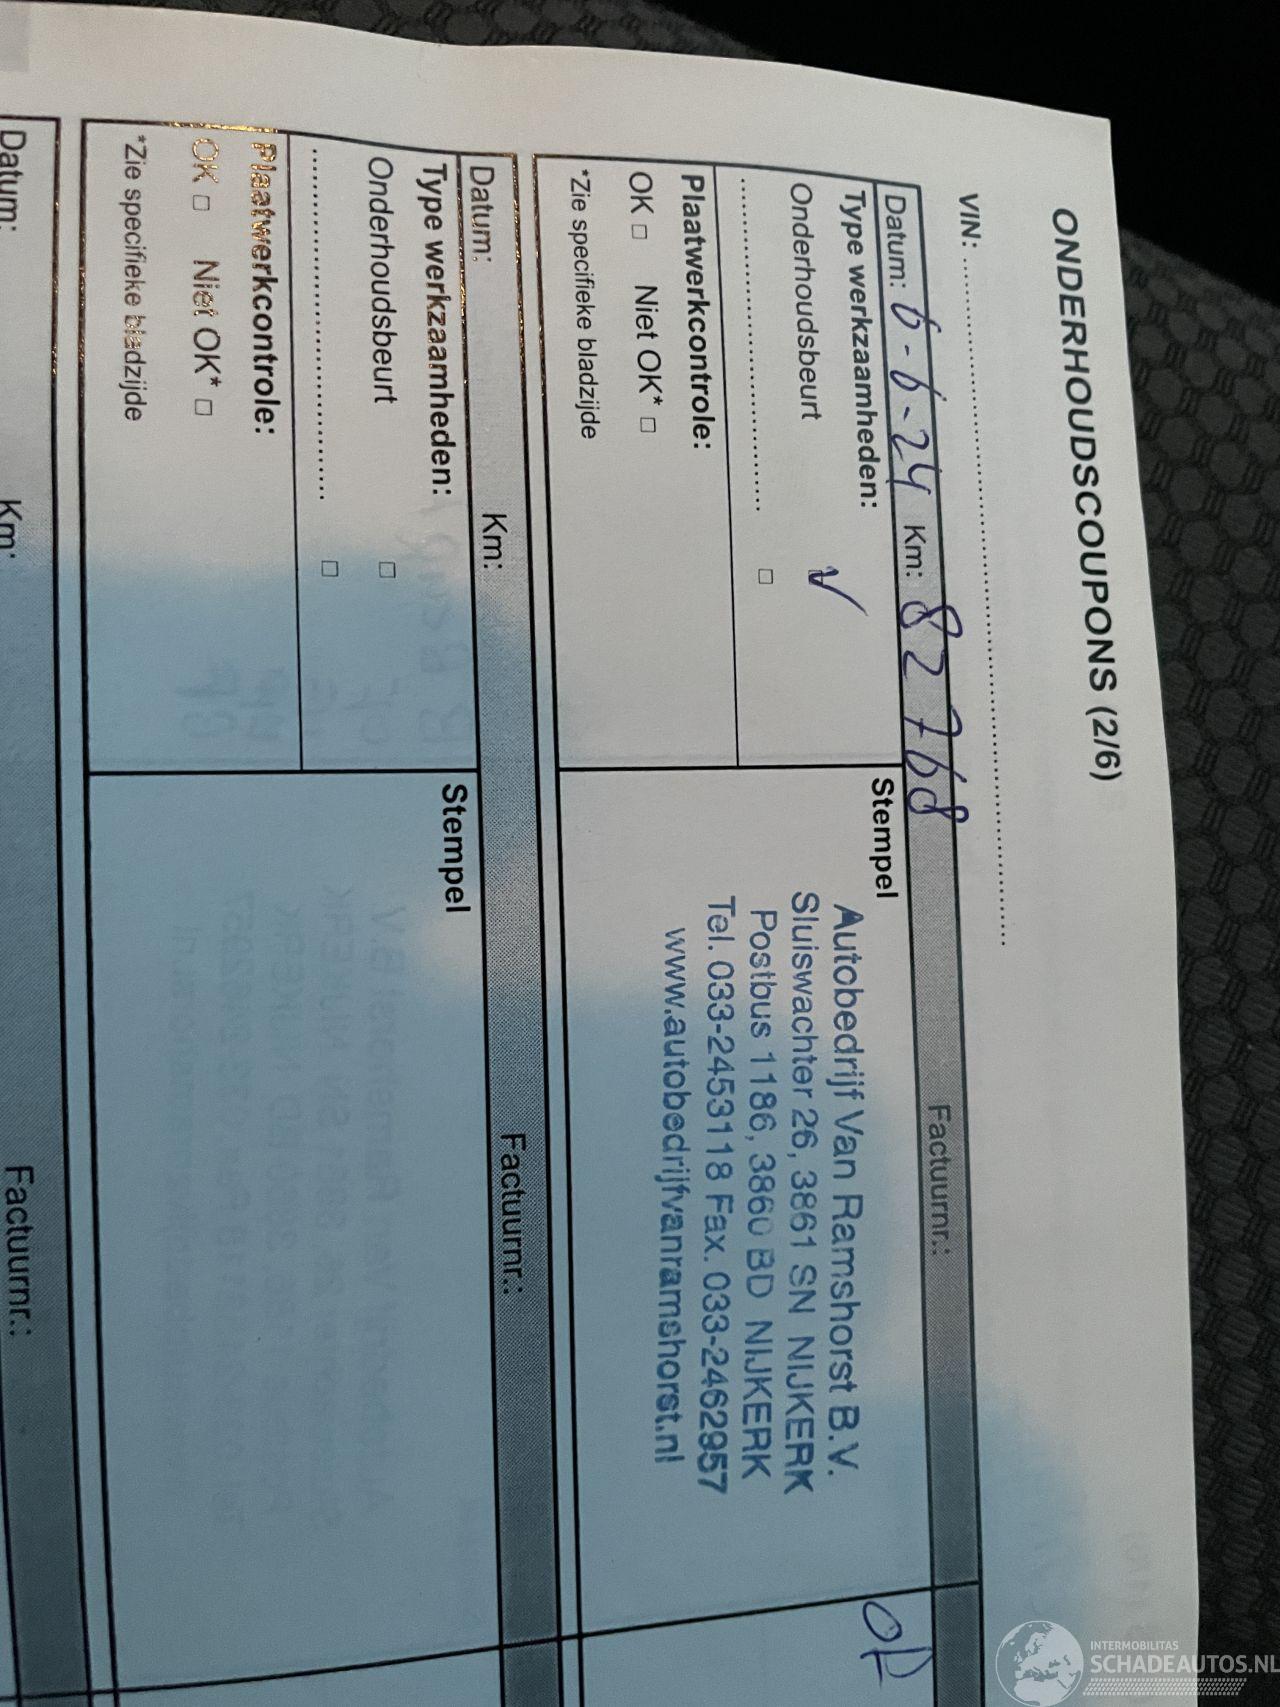 ONDERHOUDSCOUPONS (2/6)
VIN: ..........................................................
Datum: 6-6-24 Km: 82768 Factuurnr.:
Type werkzaamheden:
Onderhoudsbeurt ✓
.................................... □
Plaatwerkcontrole:
OK □ Niet OK* □
*Zie specifieke bladzijde
Stempel
Autobedrijf Van Ramshorst B.V.
Sluiswachter 26, 3861 SN NIJKERK
Postbus 1186, 3860 BD NIJKERK
Tel. 033-2453118 Fax. 033-2462957
www.autobedrijfvanramshorst.nl
Datum: Km: Factuurnr.:
Type werkzaamheden:
Onderhoudsbeurt □
.................................... □
Plaatwerkcontrole:
OK □ Niet OK* □
*Zie specifieke bladzijde
Stempel
Datum: Km: Factuurnr.:
INTERMOBILITAS
SCHADEAUTOS.NL